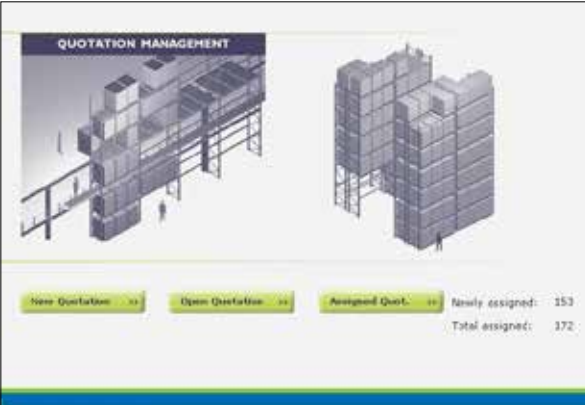 QUOTATION MANAGEMENT
New Quotation >>
Open Quotation >>
Assigned Quot. >>
Newly assigned: 153
Total assigned: 172